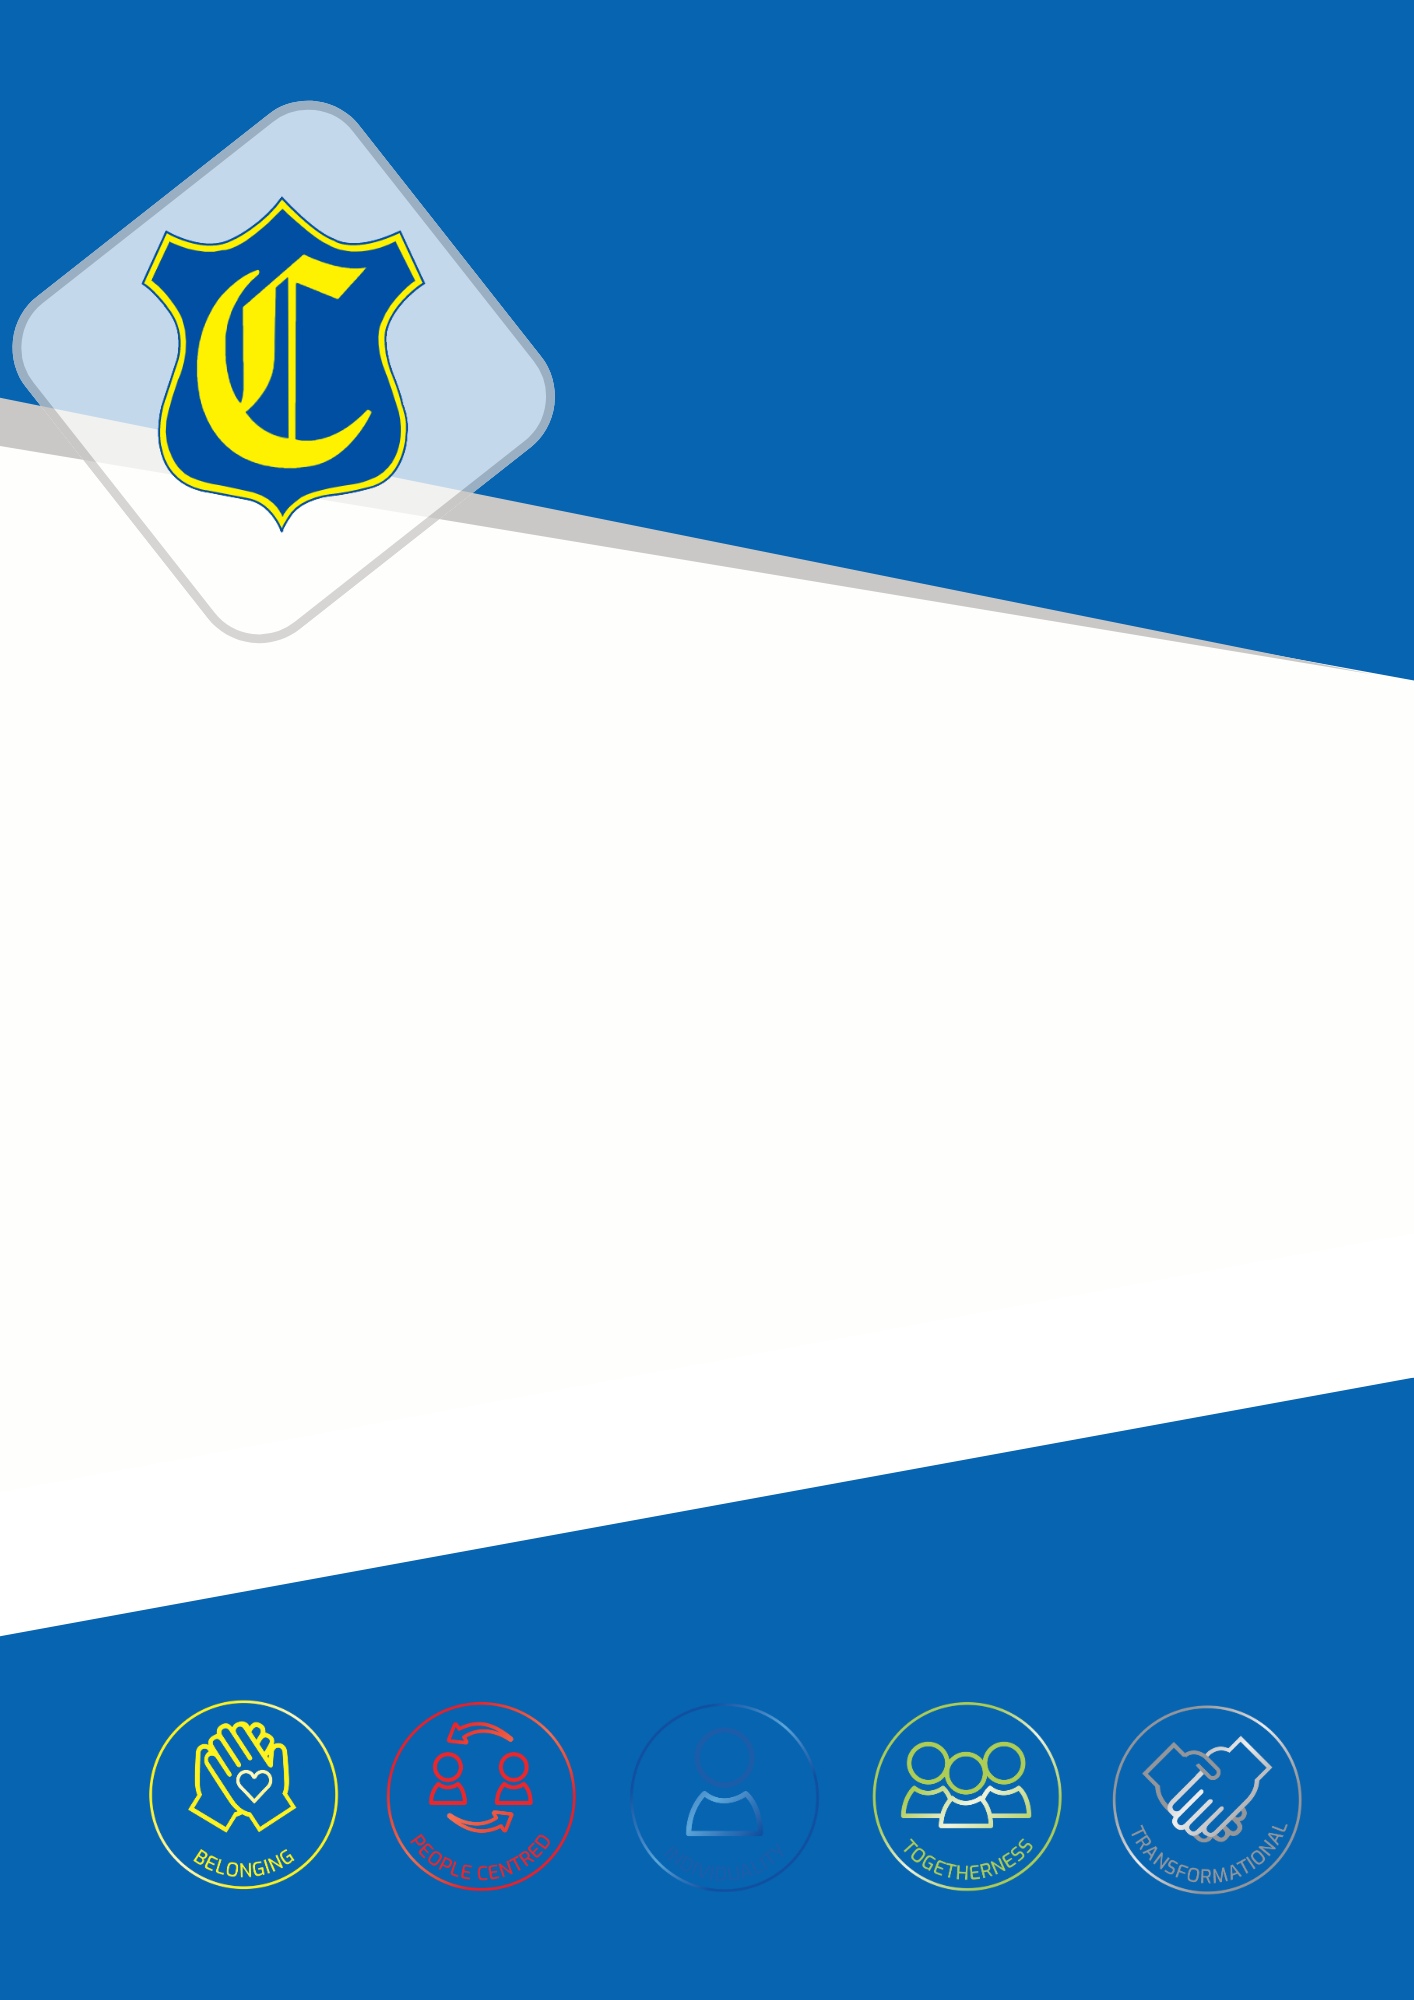 C
BELONGING
PEOPLE CENTRED
TOGETHERNESS
TRANSFORMATIONAL